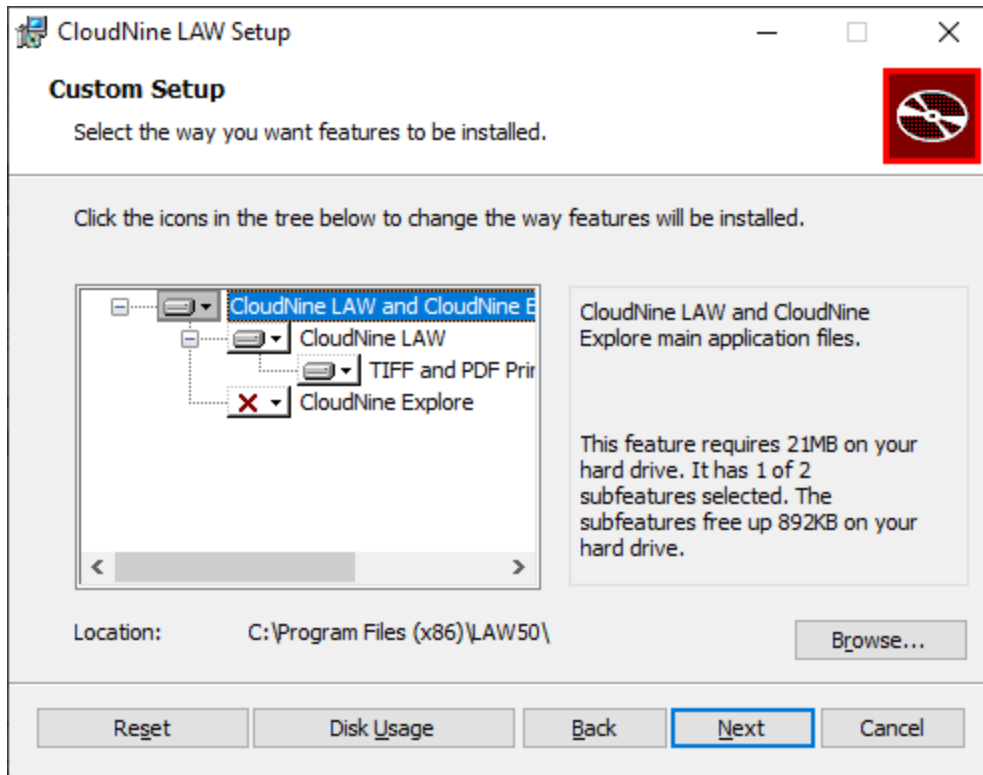 CloudNine LAW Setup
Custom Setup
Select the way you want features to be installed.
Click the icons in the tree below to change the way features will be installed.
CloudNine LAW and CloudNine E
CloudNine LAW
TIFF and PDF Prin
CloudNine Explore
CloudNine LAW and CloudNine
Explore main application files.
This feature requires 21MB on your
hard drive. It has 1 of 2
subfeatures selected. The
subfeatures free up 892KB on your
hard drive.
Location: C:\Program Files (x86)\LAW50\
Browse...
Reset
Disk Usage
Back
Next
Cancel